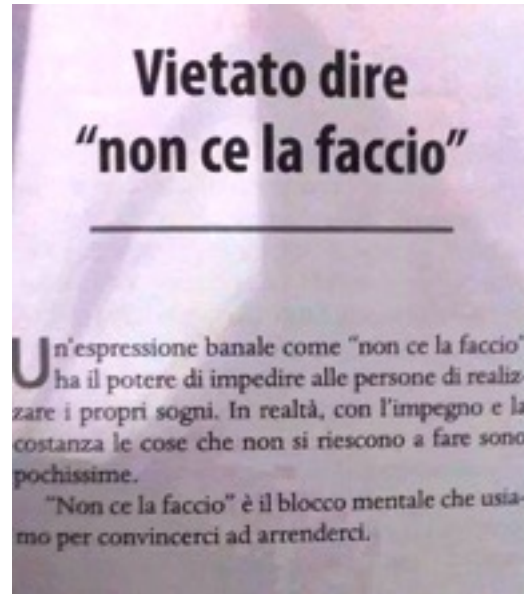 Vietato dire
“non ce la faccio”
Un'espressione banale come “non ce la faccio”
ha il potere di impedire alle persone di realiz-
zare i propri sogni. In realtà, con l'impegno e la
costanza le cose che non si riescono a fare sono
pochissime.
“Non ce la faccio” è il blocco mentale che usia-
mo per convincerci ad arrenderci.